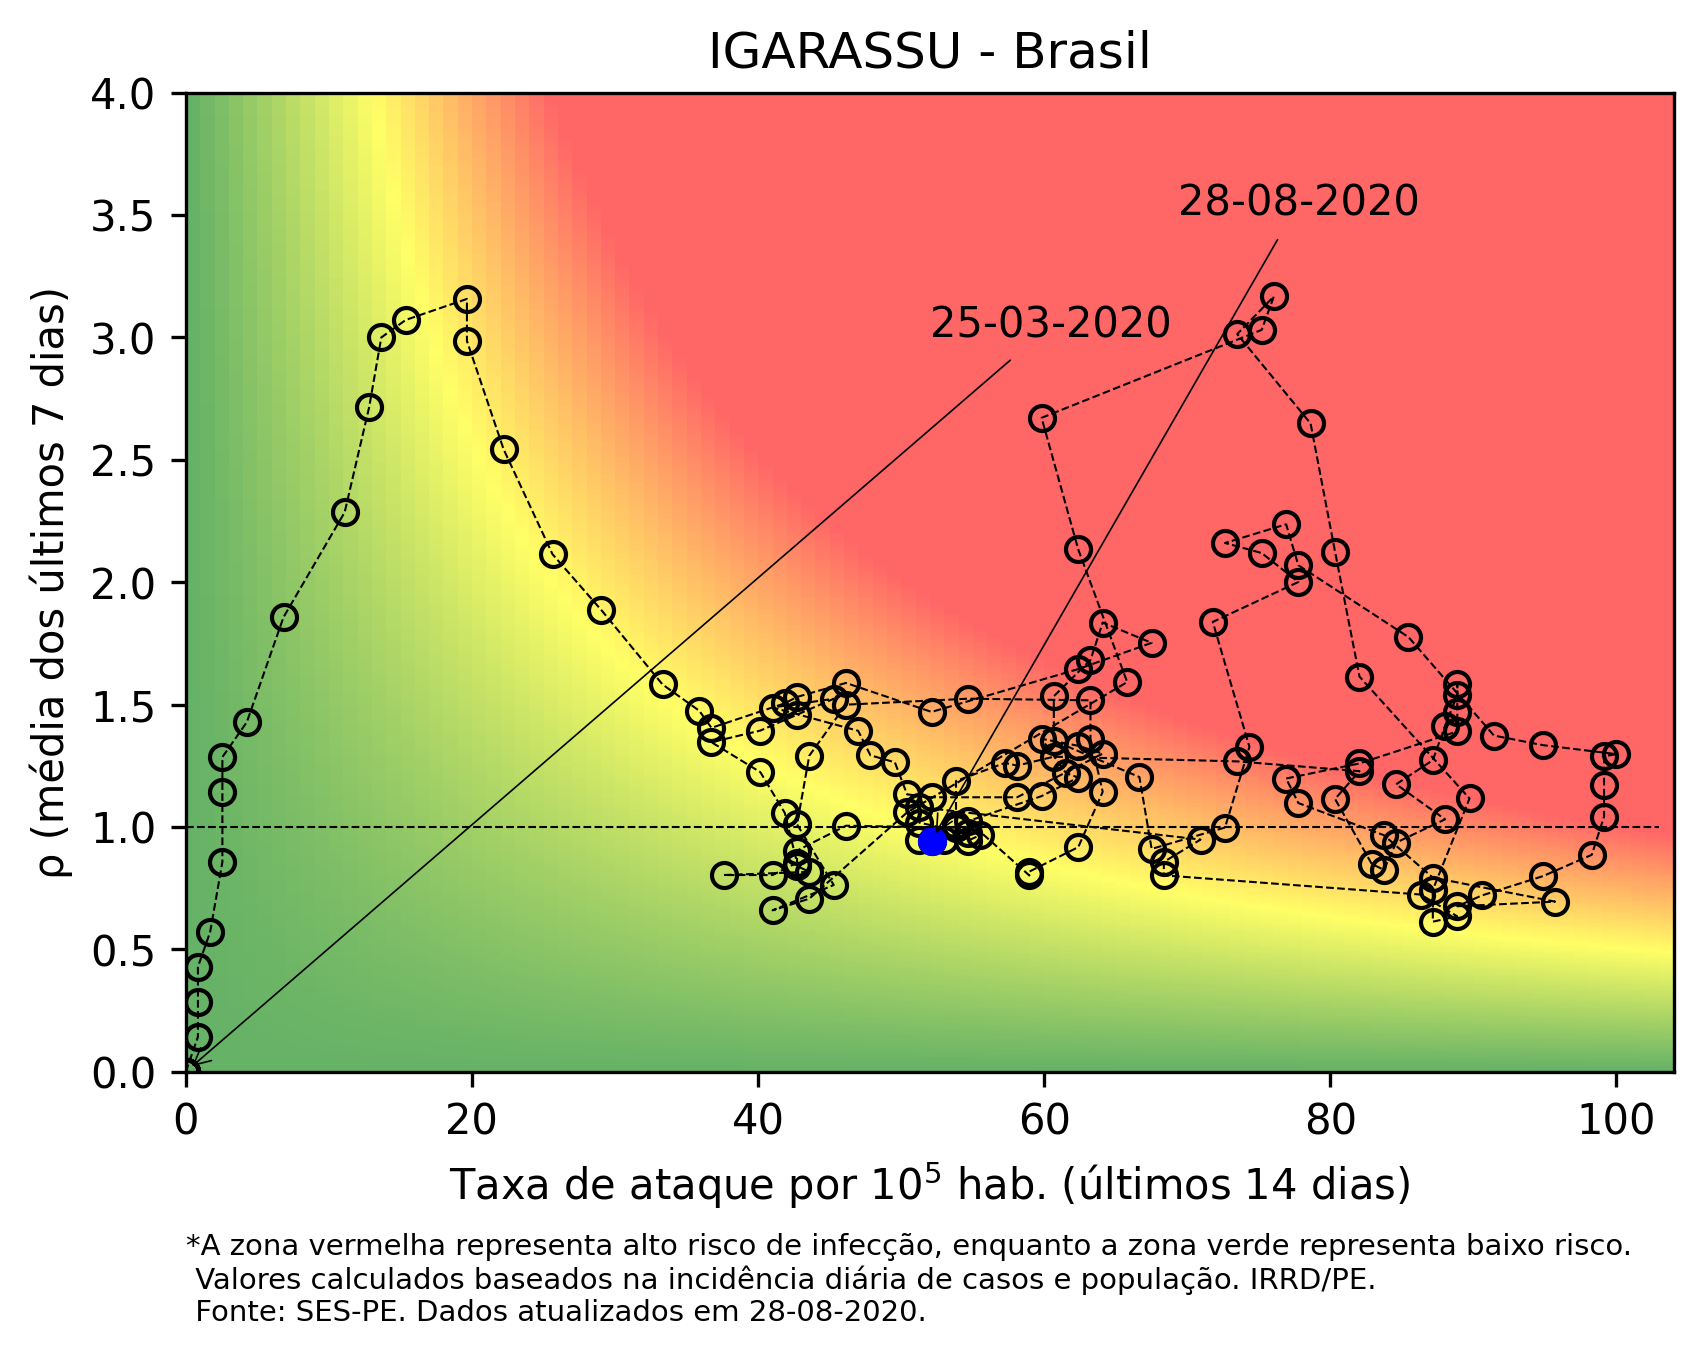 IGARASSU - Brasil
4.0
3.5
3.0
2.5
2.0
1.5
1.0
0.5
0.0
ρ (média dos últimos 7 dias)
28-08-2020
25-03-2020
0 20 40 60 80 100
Taxa de ataque por 10⁵ hab. (últimos 14 dias)
*A zona vermelha representa alto risco de infecção, enquanto a zona verde representa baixo risco.
Valores calculados baseados na incidência diária de casos e população. IRRD/PE.
Fonte: SES-PE. Dados atualizados em 28-08-2020.